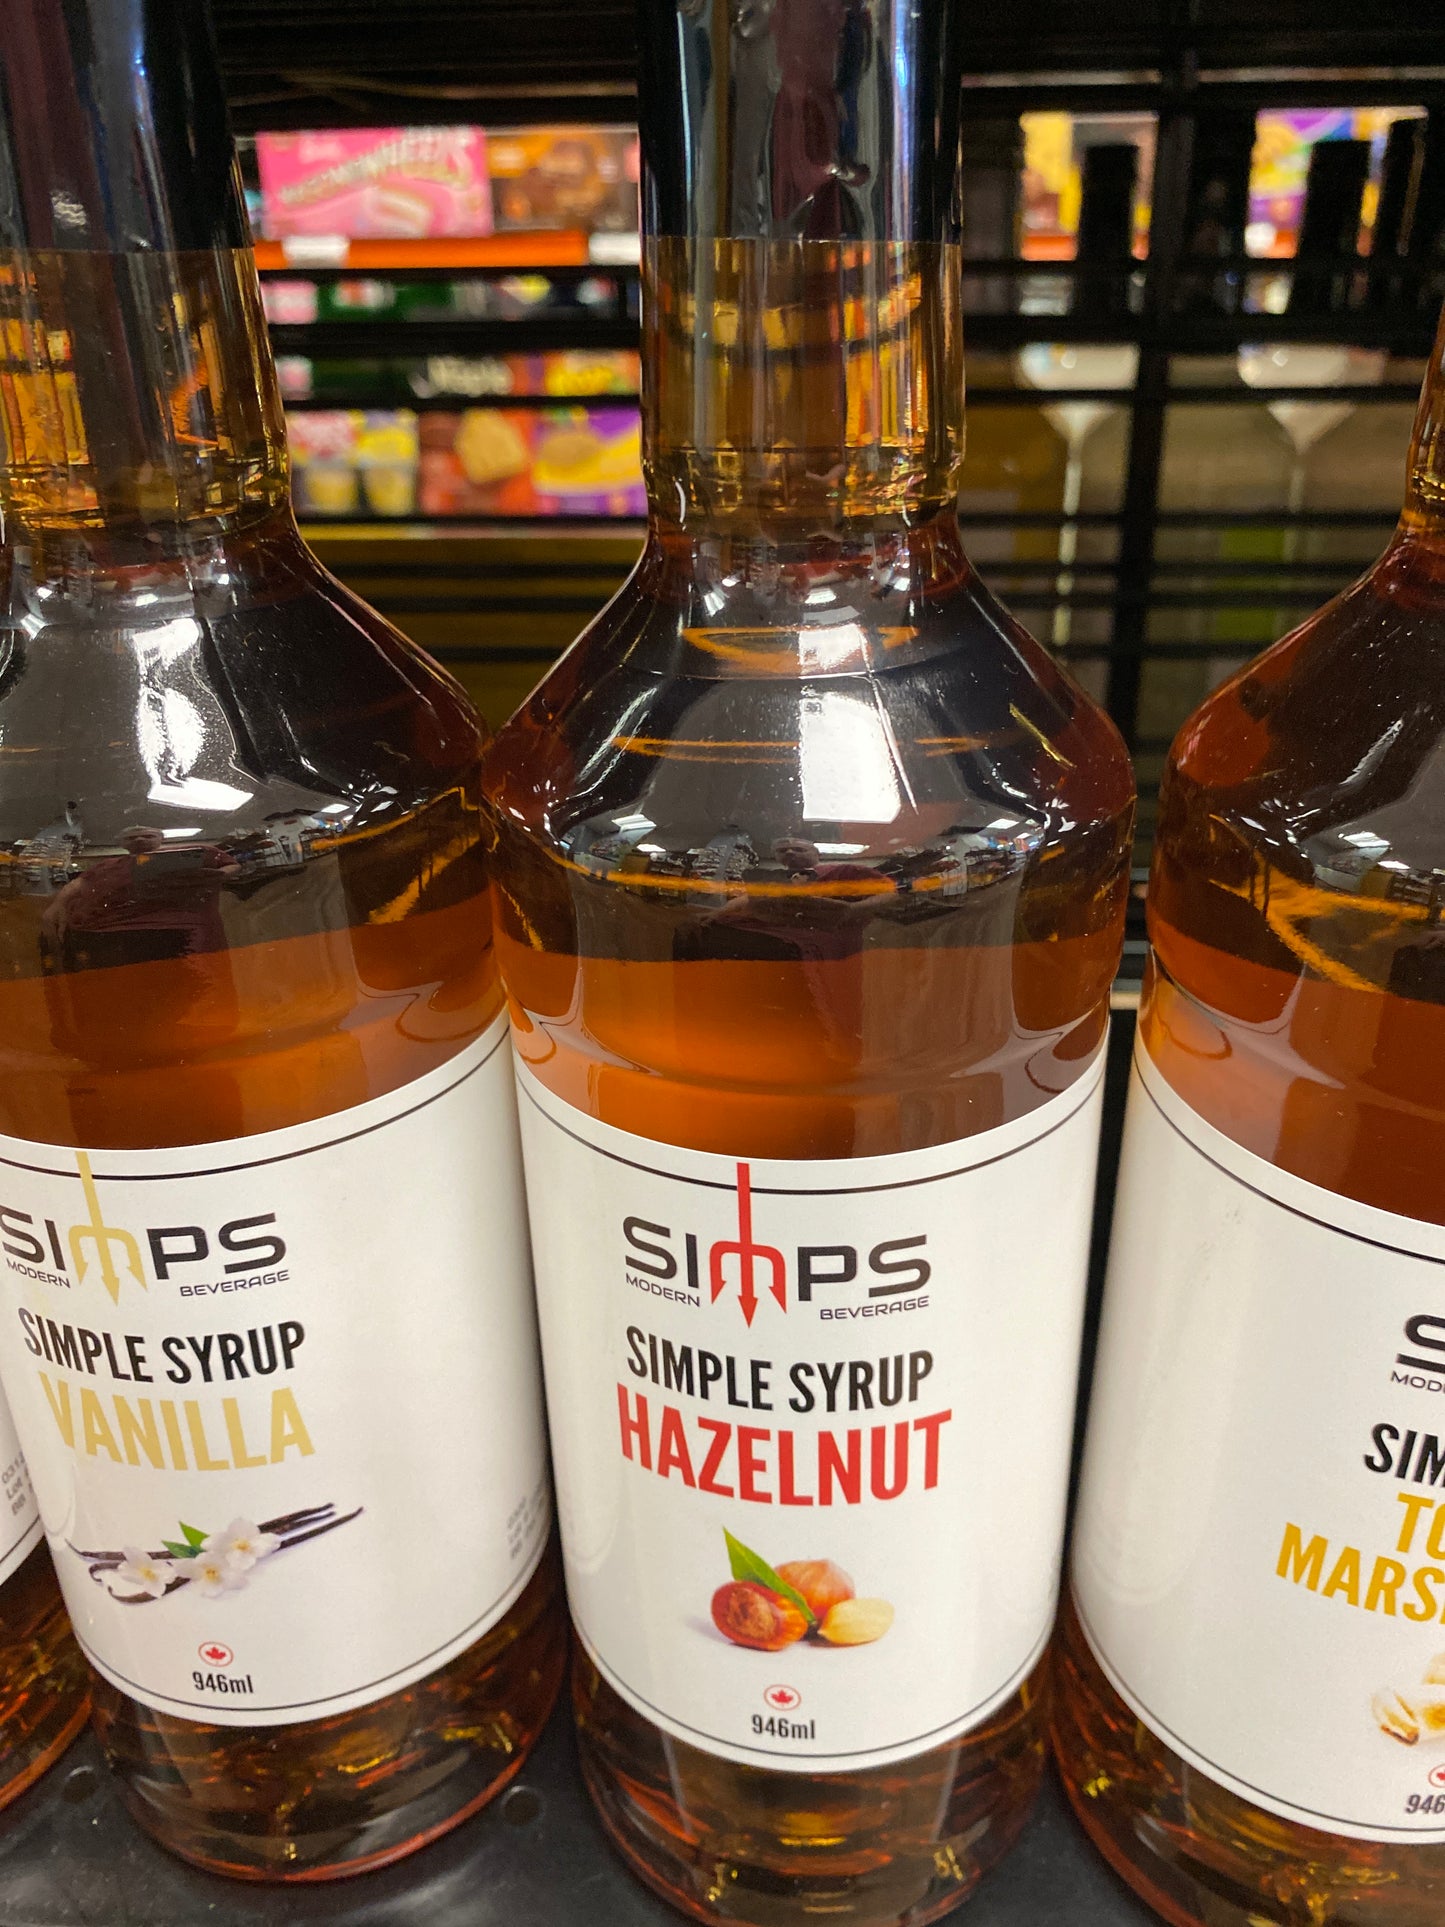 SIMPS
MODERN BEVERAGE
SIMPLE SYRUP
VANILLA
946ml
SIMPS
MODERN BEVERAGE
SIMPLE SYRUP
HAZELNUT
946ml